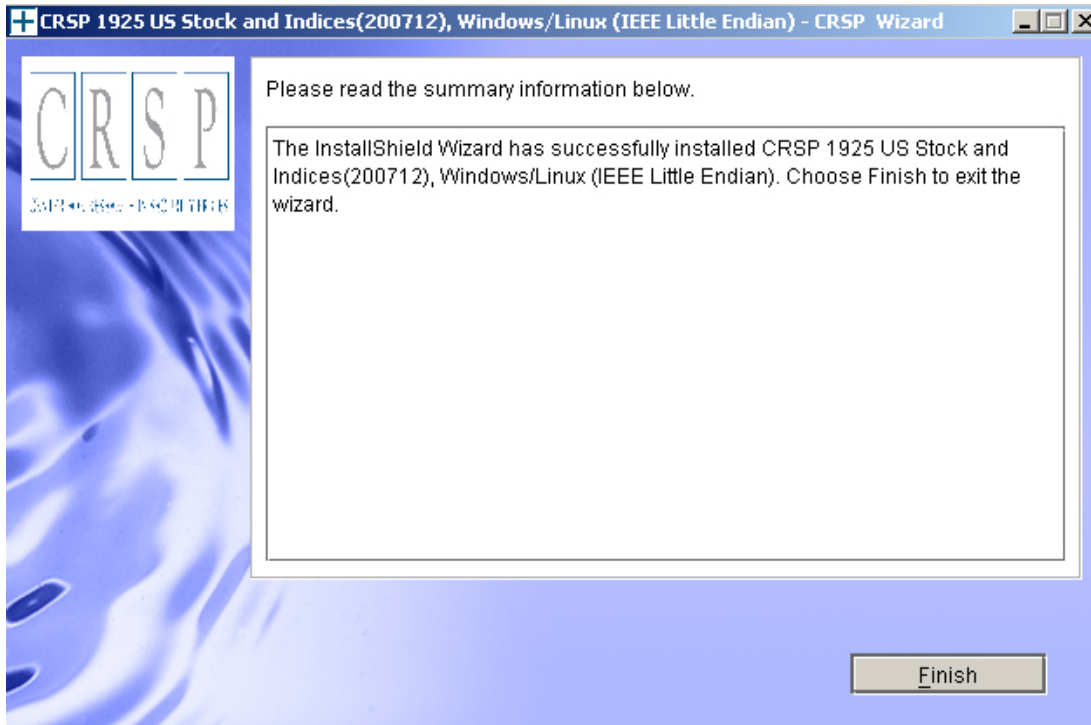 CRSP 1925 US Stock and Indices(200712), Windows/Linux (IEEE Little Endian) - CRSP Wizard
CRSP
Please read the summary information below.
The InstallShield Wizard has successfully installed CRSP 1925 US Stock and
Indices(200712), Windows/Linux (IEEE Little Endian). Choose Finish to exit the
wizard.
Finish